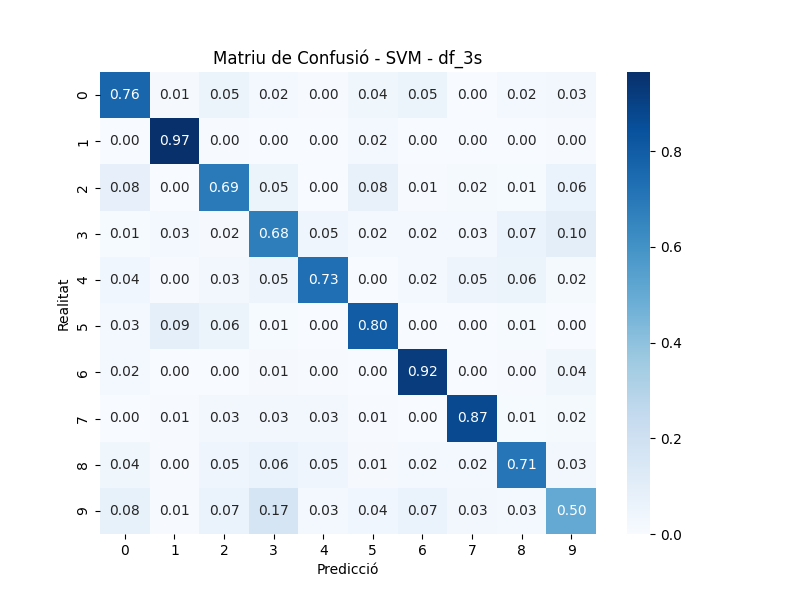 Matriu de Confusió - SVM - df_3s
0 0.76 0.01 0.05 0.02 0.00 0.04 0.05 0.00 0.02 0.03
1 0.00 0.97 0.00 0.00 0.00 0.02 0.00 0.00 0.00 0.00
2 0.08 0.00 0.69 0.05 0.00 0.08 0.01 0.02 0.01 0.06
3 0.01 0.03 0.02 0.68 0.05 0.02 0.02 0.03 0.07 0.10
4 0.04 0.00 0.03 0.05 0.73 0.00 0.02 0.05 0.06 0.02
5 0.03 0.09 0.06 0.01 0.00 0.80 0.00 0.00 0.01 0.00
6 0.02 0.00 0.00 0.01 0.00 0.00 0.92 0.00 0.00 0.04
7 0.00 0.01 0.03 0.03 0.03 0.01 0.00 0.87 0.01 0.02
8 0.04 0.00 0.05 0.06 0.05 0.01 0.02 0.02 0.71 0.03
9 0.08 0.01 0.07 0.17 0.03 0.04 0.07 0.03 0.03 0.50
0 1 2 3 4 5 6 7 8 9
Predicció
Realitat
0.8
0.6
0.4
0.2
0.0